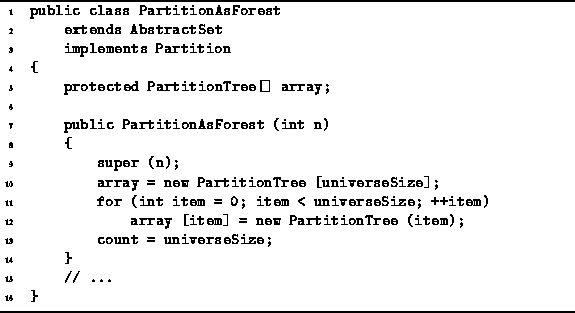 1 public class PartitionAsForest
2 extends AbstractSet
3 implements Partition
4 {
5 protected PartitionTree[] array;
6
7 public PartitionAsForest (int n)
8 {
9 super (n);
10 array = new PartitionTree [universeSize];
11 for (int item = 0; item < universeSize; ++item)
12 array [item] = new PartitionTree (item);
13 count = universeSize;
14 }
15 // ...
16 }